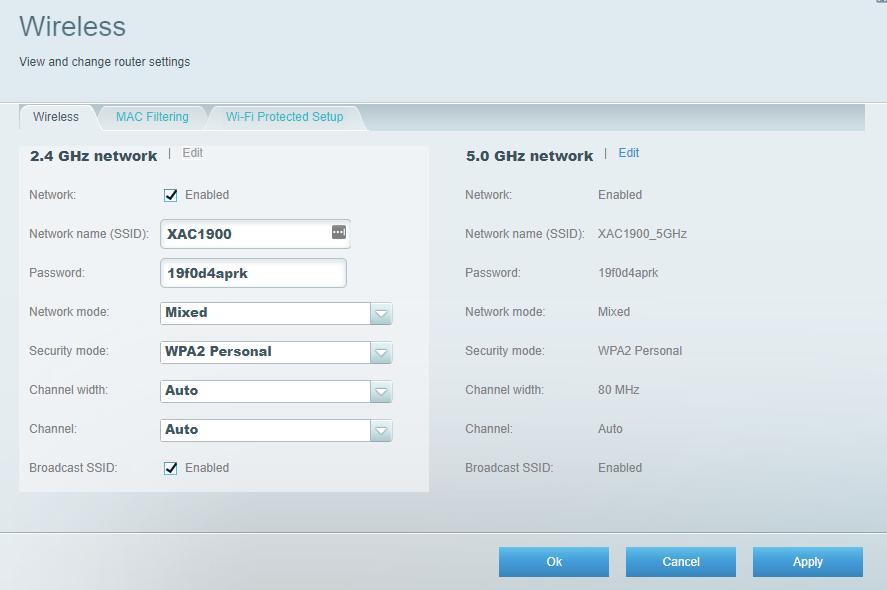 Wireless
View and change router settings
Wireless MAC Filtering Wi-Fi Protected Setup
2.4 GHz network | Edit
Network: Enabled
Network name (SSID): XAC1900
Password: 19f0d4aprk
Network mode: Mixed
Security mode: WPA2 Personal
Channel width: Auto
Channel: Auto
Broadcast SSID: Enabled
5.0 GHz network | Edit
Network: Enabled
Network name (SSID): XAC1900_5GHz
Password: 19f0d4aprk
Network mode: Mixed
Security mode: WPA2 Personal
Channel width: 80 MHz
Channel: Auto
Broadcast SSID: Enabled
Ok Cancel Apply